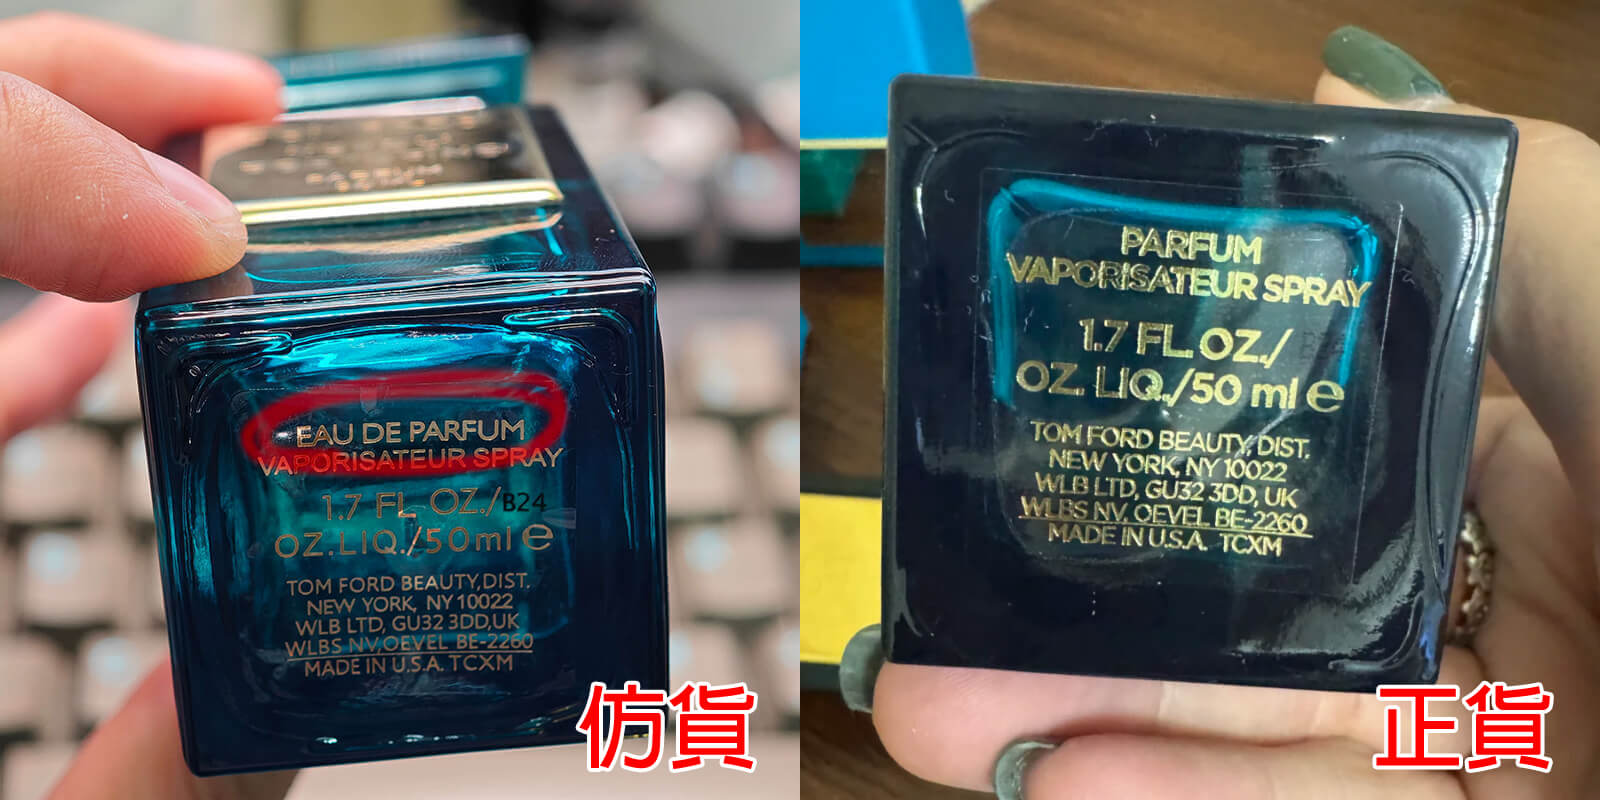 PARFUM
EAU DE PARFUM
VAPORISATEUR SPRAY
1.7 FL OZ./B24
OZ.LIQ./50ml e
TOM FORD BEAUTY,DIST.
NEW YORK, NY 10022
WLB LTD, GU32 3DD,UK
WLBS NV,OEVEL BE-2260
MADE IN U.S.A. TCXM
仿貨
PARFUM
VAPORISATEUR SPRAY
1.7 FL.OZ./
OZ. LIQ./50 ml e
TOM FORD BEAUTY, DIST.
NEW YORK, NY 10022
WLB LTD, GU32 3DD, UK
WLBS NV, OEVEL BE-2260
MADE IN U.S.A. TCXM
正貨